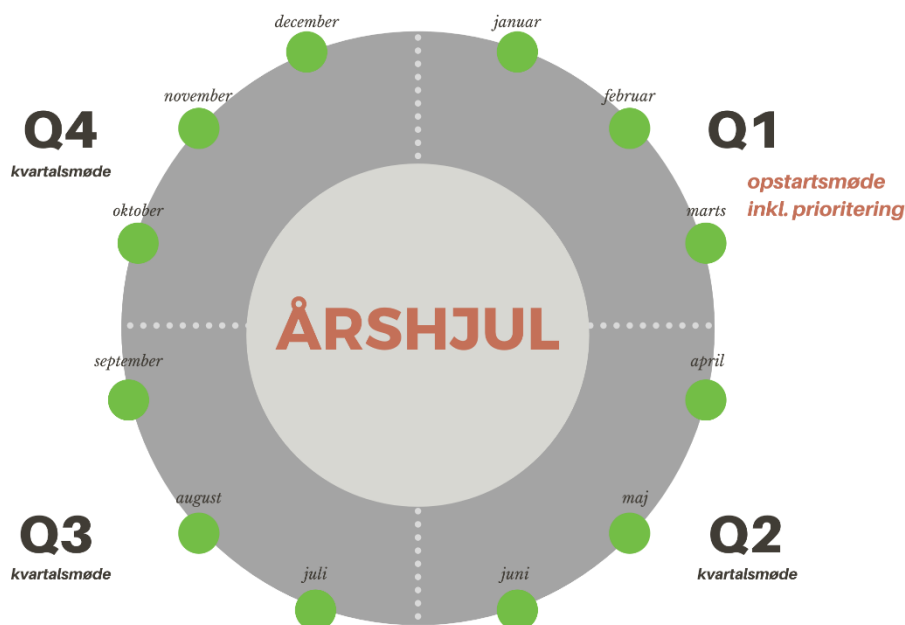 december
januar
november
februar
Q4
kvartalsmøde
Q1
opstartsmøde
inkl. prioritering
oktober
marts
ÅRSHJUL
september
april
august
maj
Q3
kvartalsmøde
Q2
kvartalsmøde
juli
juni